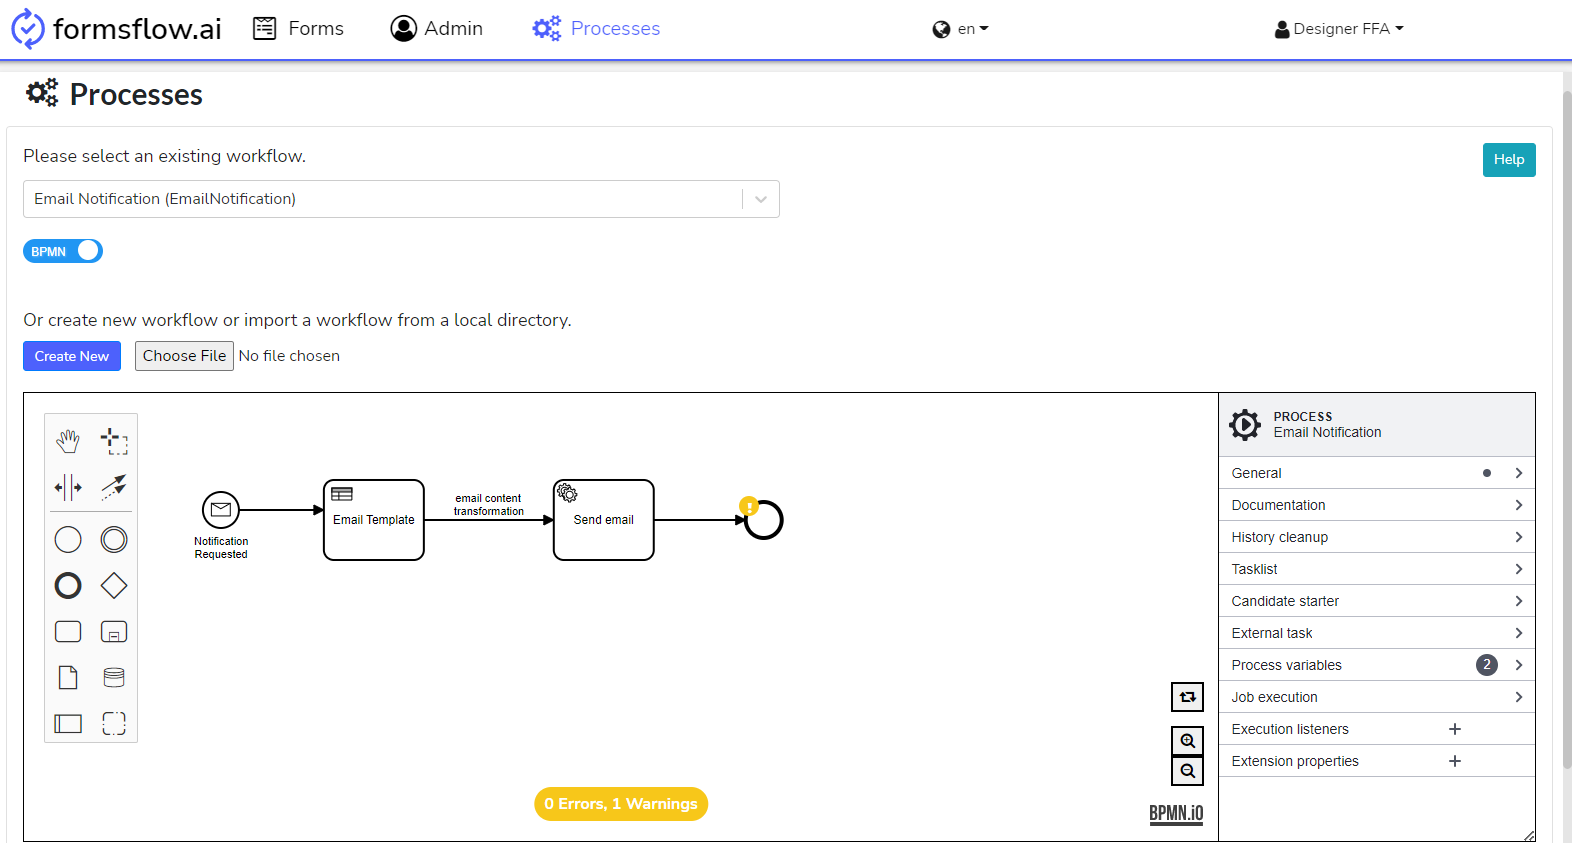 formsflow.ai Forms Admin Processes en Designer FFA
Processes
Please select an existing workflow.
Help
Email Notification (EmailNotification)
BPMN
Or create new workflow or import a workflow from a local directory.
Create New Choose File No file chosen
Notification
Requested
Email Template
email content
transformation
Send email
0 Errors, 1 Warnings
BPMN.iO
PROCESS
Email Notification
General
Documentation
History cleanup
Tasklist
Candidate starter
External task
Process variables 2
Job execution
Execution listeners
Extension properties